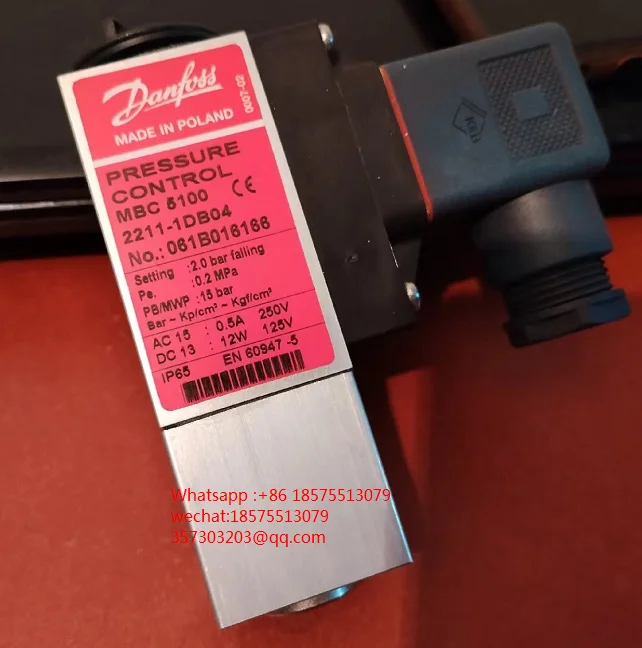 Danfoss
MADE IN POLAND
0007-02
PRESSURE
CONTROL
MBC 5100
CE
2211-1DB04
No.: 061B016166
Setting : 2.0 bar falling
Pe. : 0.2 MPa
PB/MWP : 15 bar
Bar ~ Kp/cm² ~ Kgf/cm²
AC 15 : 0.5A 250V
DC 13 : 12W 125V
IP65 EN 60947 -5
Whatsapp :+86 18575513079
wechat:18575513079
357303203@qq.com